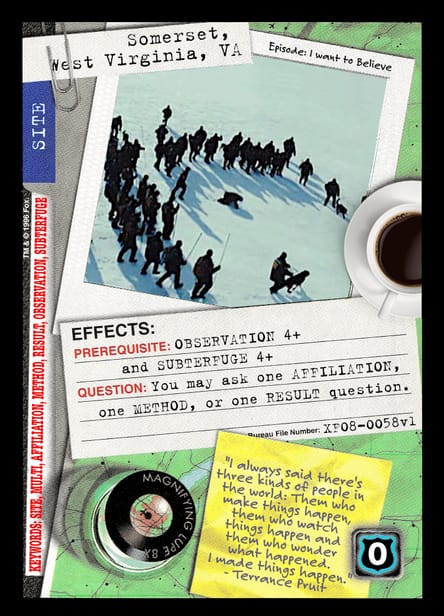 Somerset,
West Virginia, VA
Episode: I want to Believe
SITE
TM & © 1996 Fox.
KEYWORDS: SITE, MULTI, AFFILIATION, METHOD, RESULT, OBSERVATION, SUBTERFUGE
EFFECTS:
PREREQUISITE: OBSERVATION 4+
and SUBTERFUGE 4+
QUESTION: You may ask one AFFILIATION,
one METHOD, or one RESULT question.
Bureau File Number: XF08-0058v1
MAGNIFYING LUPE 8X
"I always said there's
three kinds of people in
the world: Them who
make things happen,
them who watch
things happen and
them who wonder
what happened.
I made things happen."
- Terrance Pruit
0